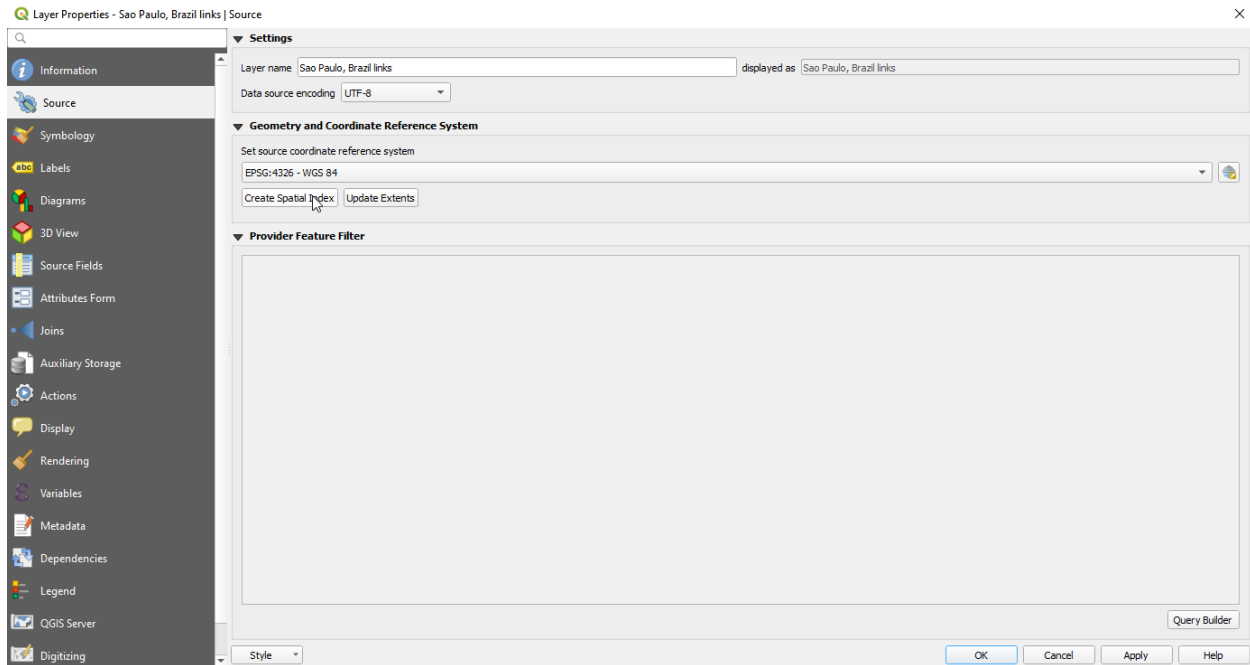 Layer Properties - Sao Paulo, Brazil links | Source
Settings
Information
Layer name Sao Paulo, Brazil links displayed as Sao Paulo, Brazil links
Data source encoding UTF-8
Source
Geometry and Coordinate Reference System
Symbology
Set source coordinate reference system
abc Labels
EPSG:4326 - WGS 84
Diagrams
Create Spatial Index Update Extents
3D View
Provider Feature Filter
Source Fields
Attributes Form
Joins
Auxiliary Storage
Actions
Display
Rendering
Variables
Metadata
Dependencies
Legend
QGIS Server
Query Builder
Digitizing
Style OK Cancel Apply Help